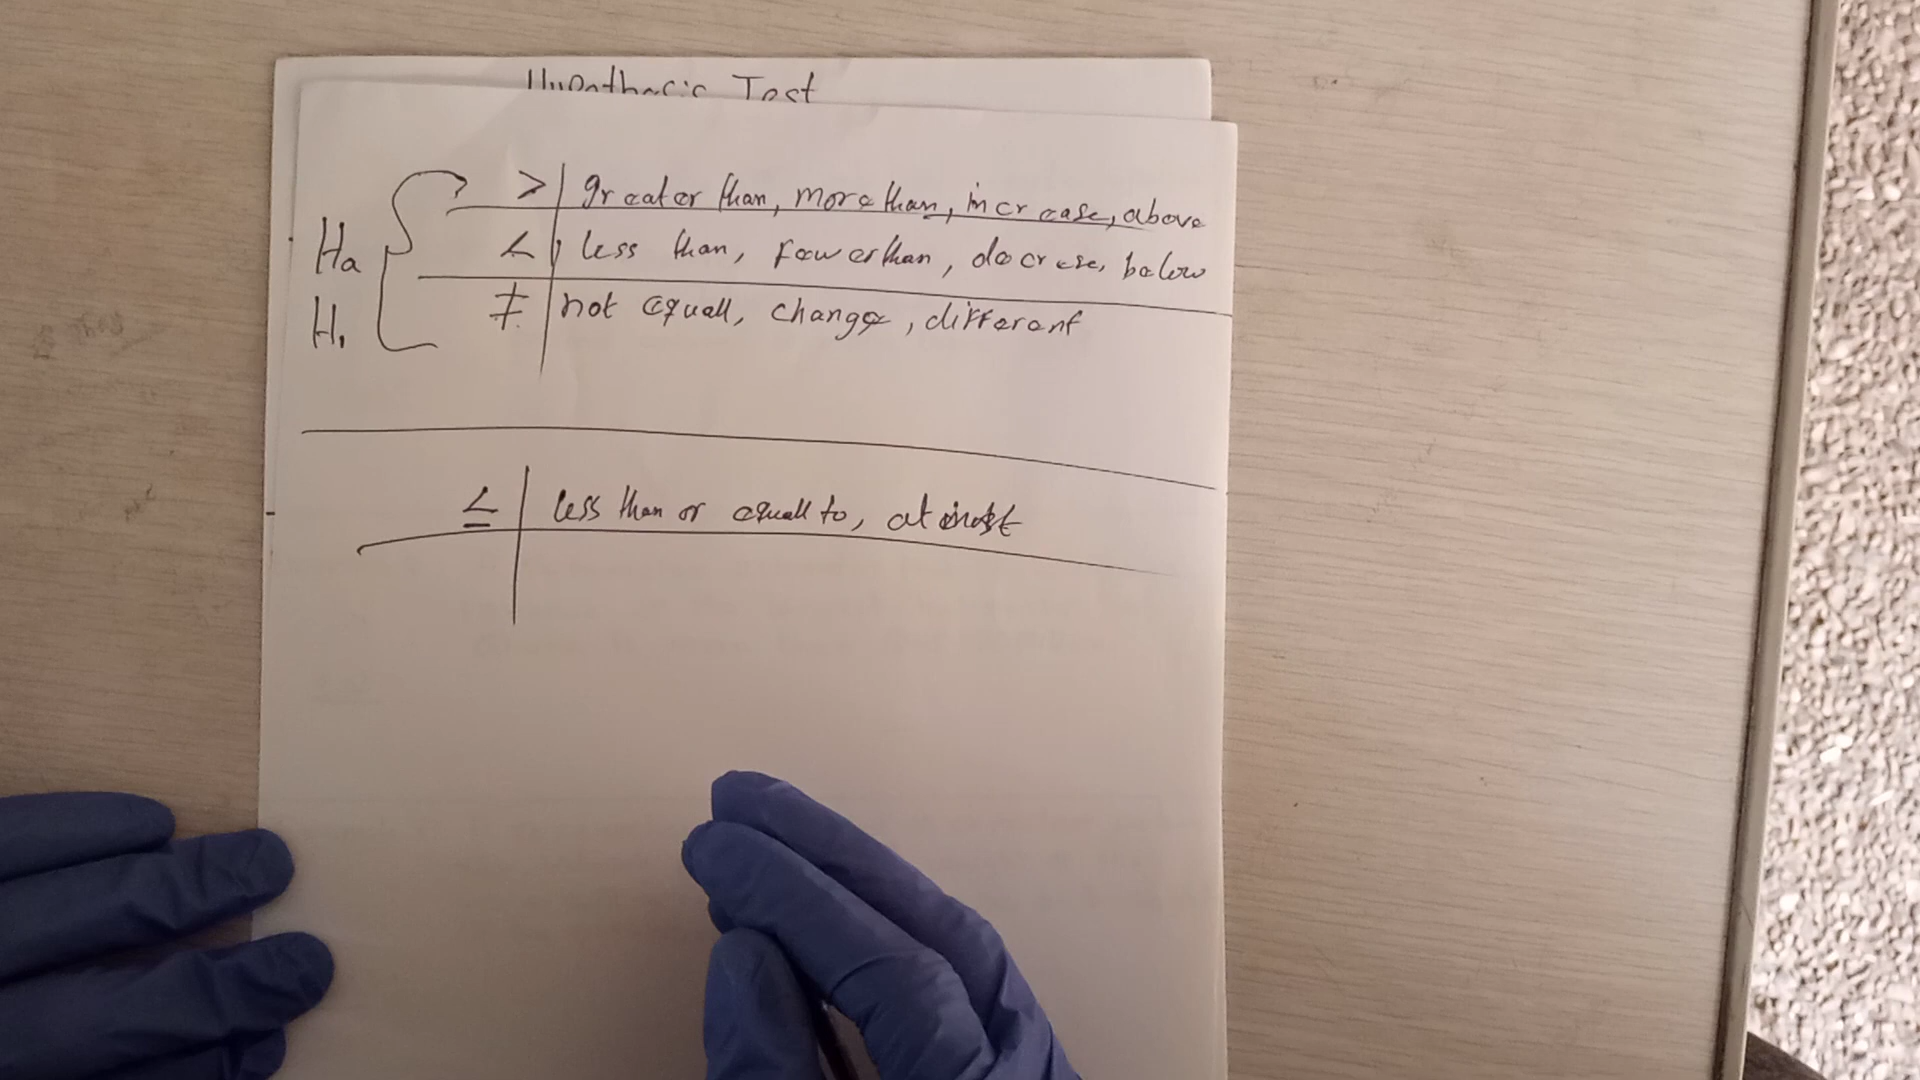 Hypothesis Test
> greater than, more than, increase, above
Ha < less than, fewer than, decrese, below
H₁ ≠ not equall, change, different
≤ less than or equall to, at most